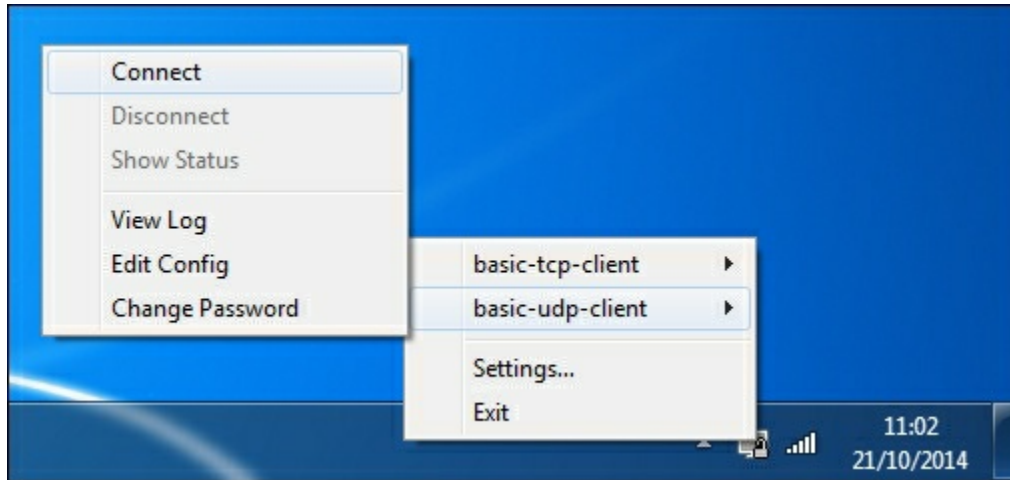 Connect
Disconnect
Show Status
View Log
Edit Config
Change Password
basic-tcp-client
basic-udp-client
Settings...
Exit
11:02
21/10/2014